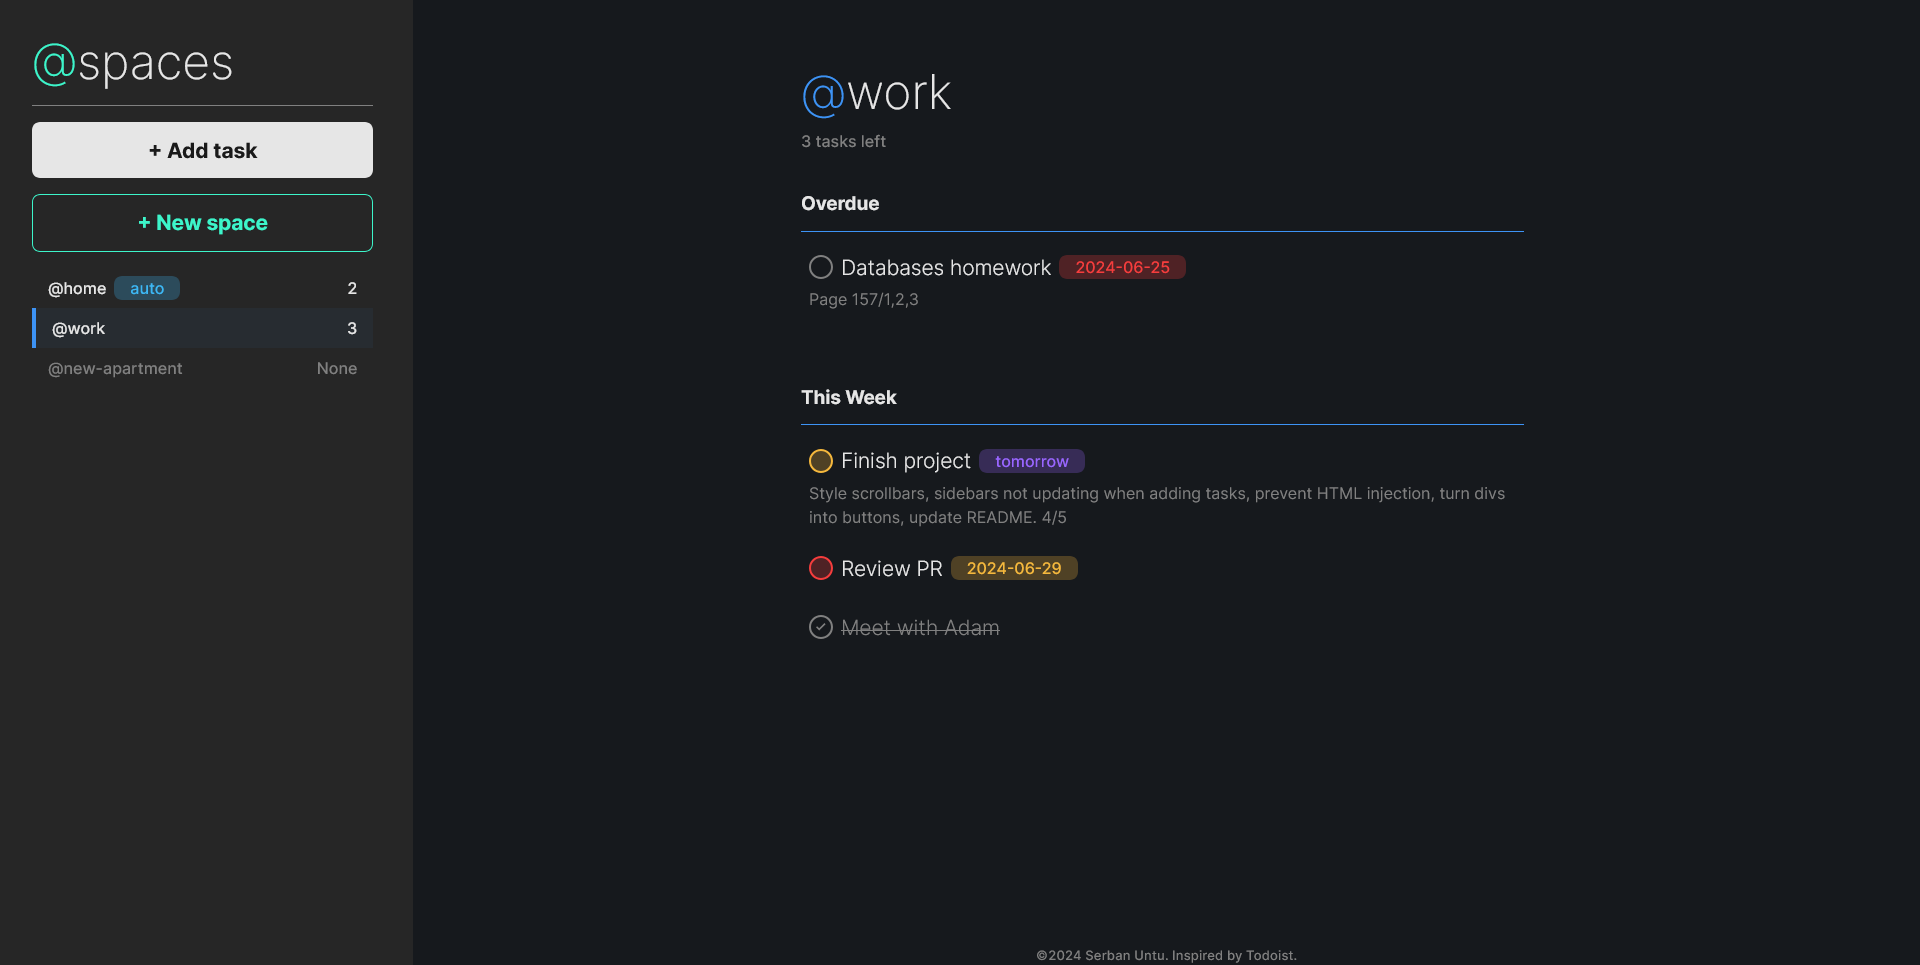 @spaces
+ Add task
+ New space
@home auto 2
@work 3
@new-apartment None
@work
3 tasks left
Overdue
Databases homework 2024-06-25
Page 157/1,2,3
This Week
Finish project tomorrow
Style scrollbars, sidebars not updating when adding tasks, prevent HTML injection, turn divs
into buttons, update README. 4/5
Review PR 2024-06-29
Meet with Adam
©2024 Serban Untu. Inspired by Todoist.